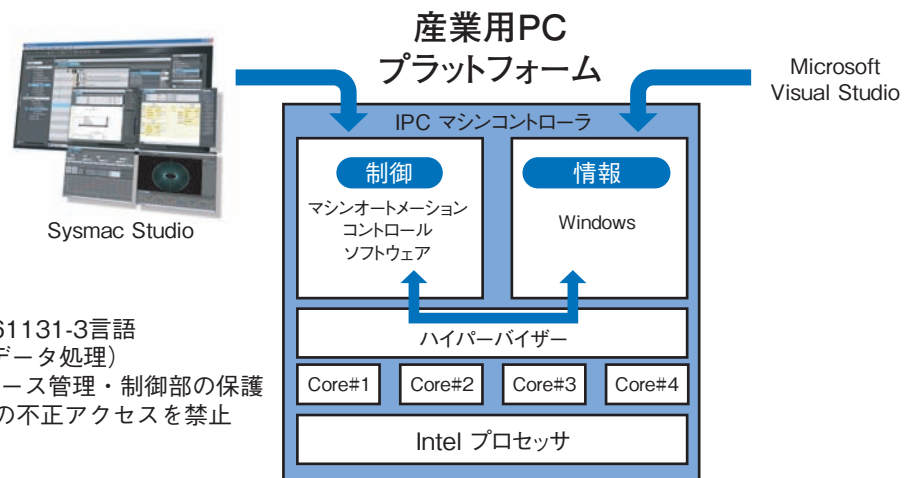 産業用PC
プラットフォーム
Microsoft
Visual Studio
IPC マシンコントローラ
制御
情報
マシンオートメーション
コントロール
ソフトウェア
Windows
Sysmac Studio
61131-3言語
データ処理)
ース管理・制御部の保護
の不正アクセスを禁止
ハイパーバイザー
Core#1
Core#2
Core#3
Core#4
Intel プロセッサ